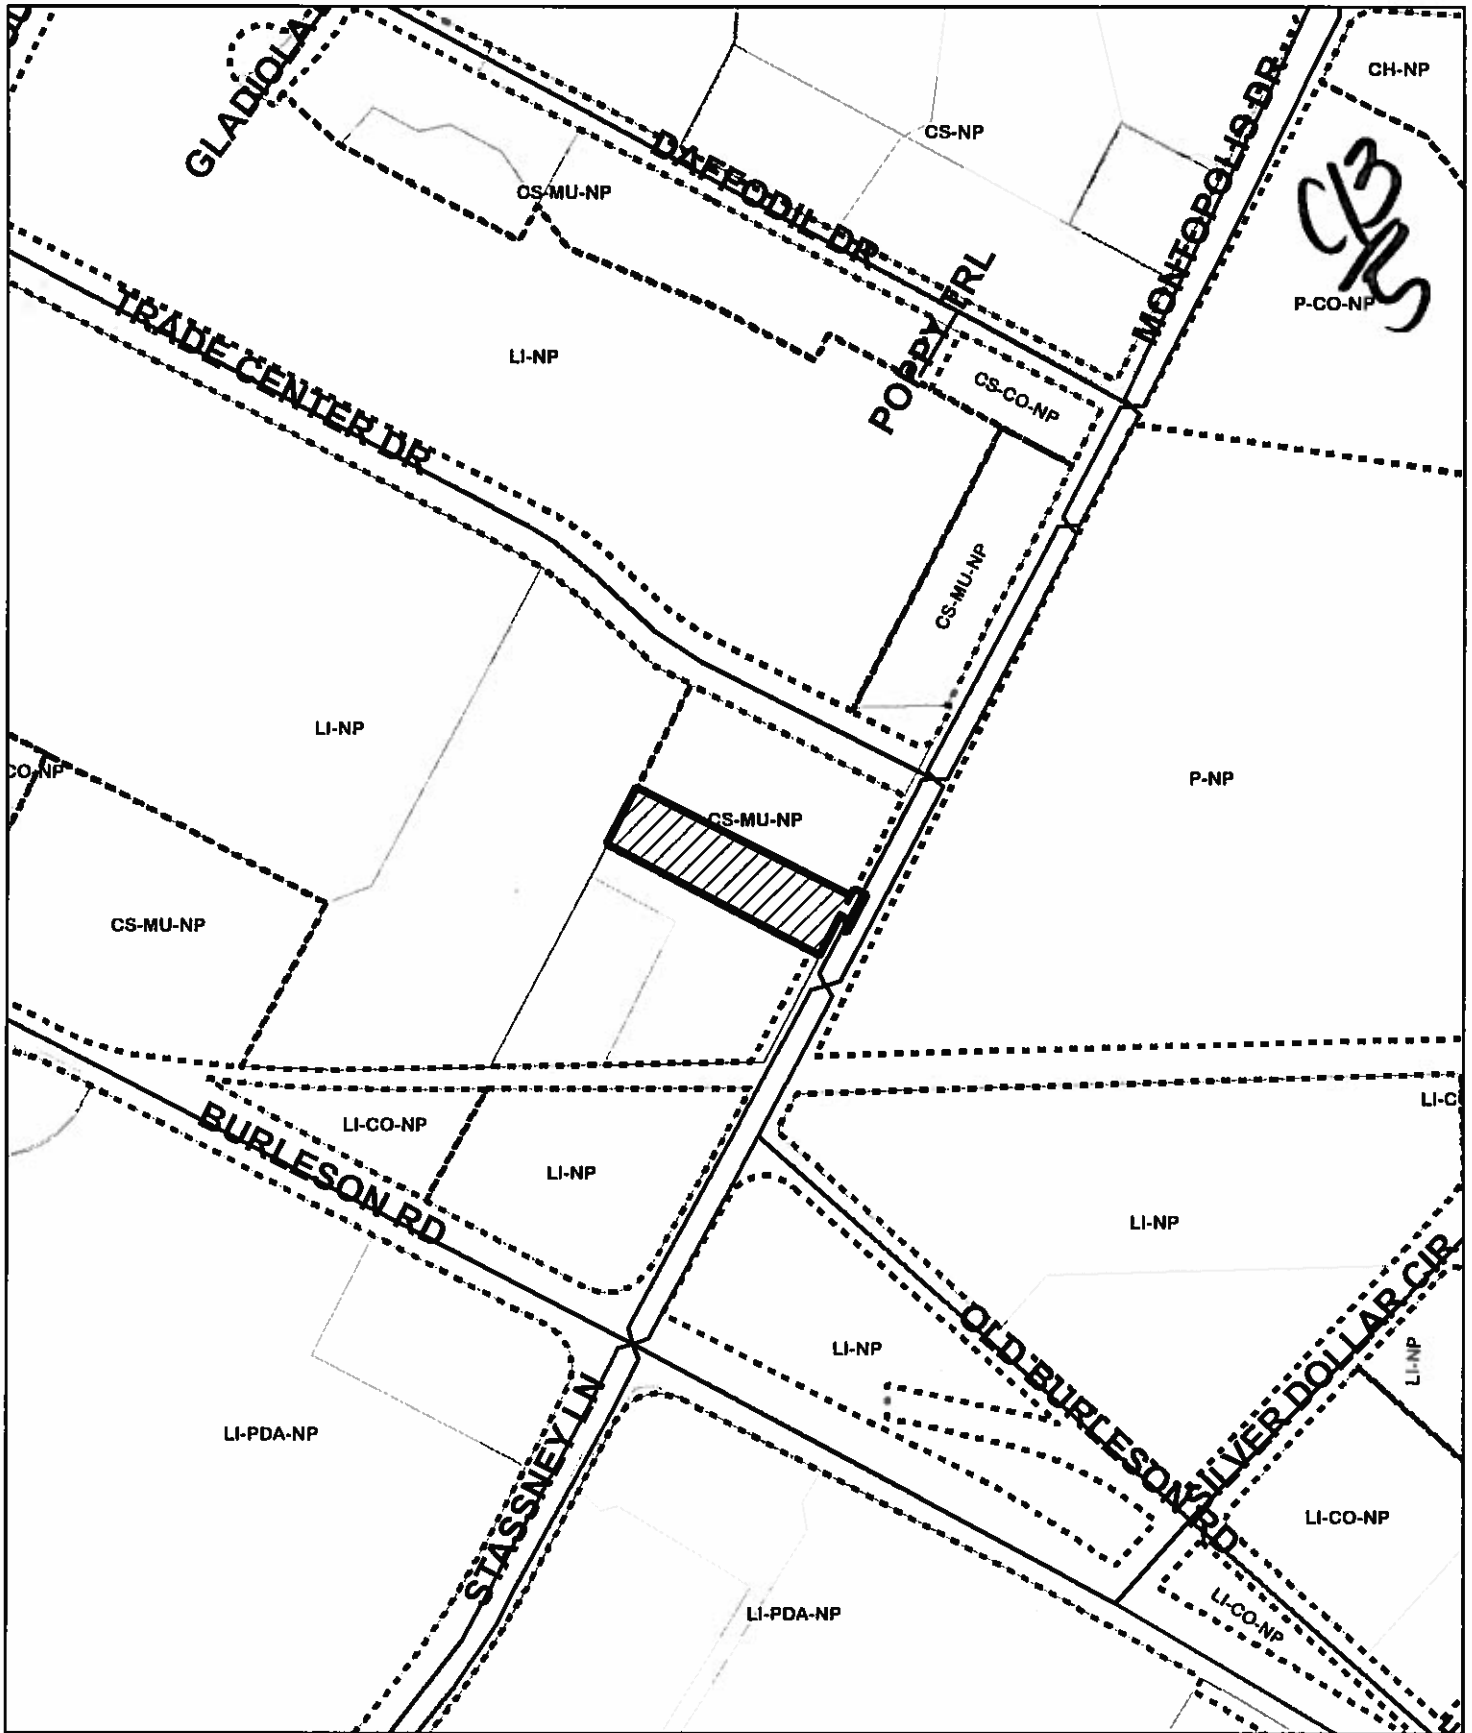 GLADIOLA
CH-NP
CS-NP
C13
P-CO-NP
CS-MU-NP
DAFFODIL DR
MONTOPOLIS DR
POPPY TRL
TRADE CENTER DR
LI-NP
CS-CO-NP
CS-MU-NP
LI-NP
CO-NP
P-NP
CS-MU-NP
CS-MU-NP
LI-C
LI-CO-NP
BURLESON RD
LI-NP
LI-NP
OLD BURLESON RD
SILVER DOLLAR CIR
LI-NP
LI-NP
STASSNEY LN
LI-PDA-NP
LI-CO-NP
LI-CO-NP
LI-PDA-NP